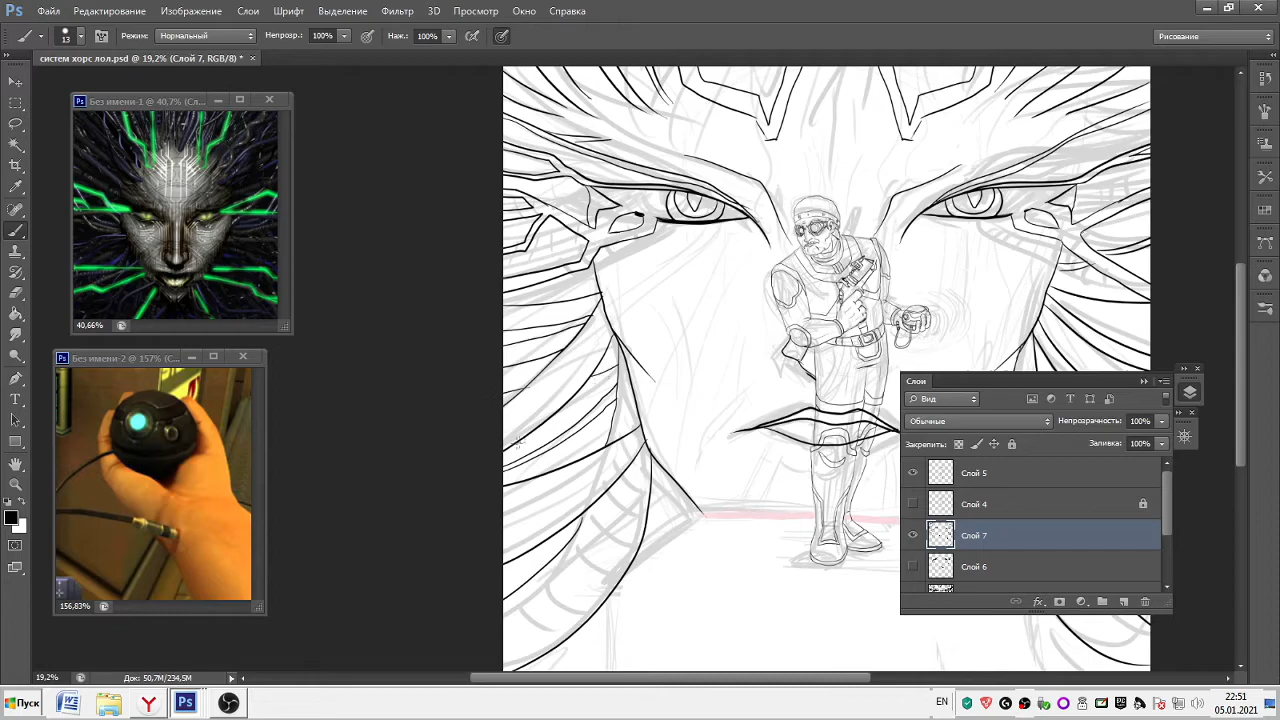 Ps Файл Редактирование Изображение Слои Шрифт Выделение Фильтр 3D Просмотр Окно Справка
13 Режим: Нормальный Непрозр.: 100% Наж.: 100% Рисование
систем хорс лол.psd @ 19,2% (Слой 7, RGB/8) *
Ps Без имени-1 @ 40,7% (Сл...
40,66%
Ps Без имени-2 @ 157% (С...
156,83%
Слои
Вид
Обычные Непрозрачность: 100%
Закрепить: Заливка: 100%
Слой 5
Слой 4
Слой 7
Слой 6
19,2% Док: 50,7M/234,5M
Пуск EN 22:51
05.01.2021